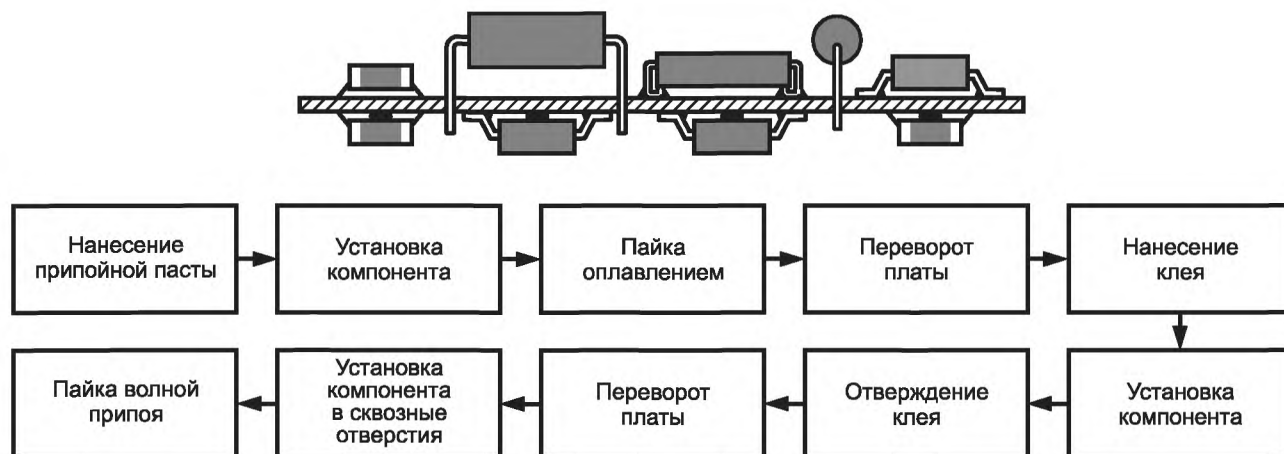 Нанесение
припойной пасты
Установка
компонента
Пайка
оплавлением
Переворот
платы
Нанесение
клея
Пайка волной
припоя
Установка
компонента
в сквозные
отверстия
Переворот
платы
Отверждение
клея
Установка
компонента